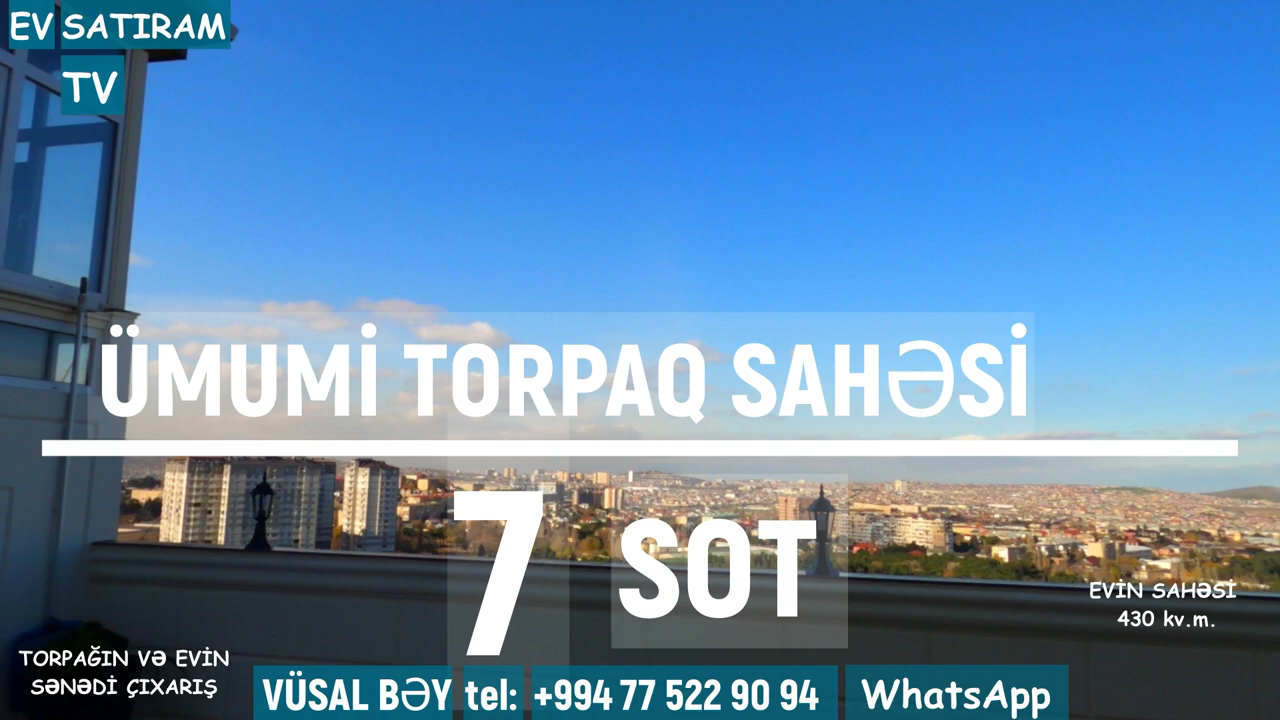 EV SATIRAM
TV
ÜMUMİ TORPAQ SAHƏSİ
7 SOT
EVİN SAHƏSİ
430 kv.m.
TORPAĞIN VƏ EVİN
SƏNƏDİ ÇIXARIŞ
VÜSAL BƏY tel: +994 77 522 90 94 WhatsApp